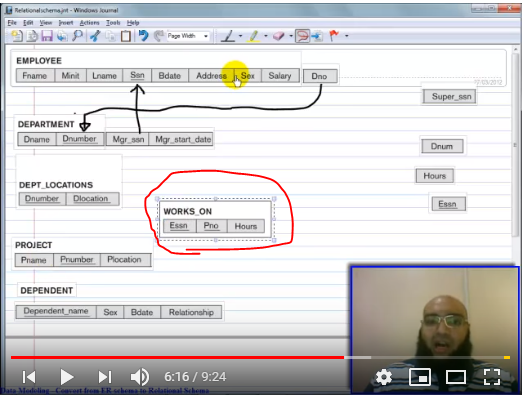 Relationalschema.jnt - Windows Journal
File Edit View Insert Actions Tools Help
Page Width
EMPLOYEE
Fname Minit Lname Ssn Bdate Address Sex Salary Dno
17/03/2012
Super_ssn
DEPARTMENT
Dname Dnumber Mgr_ssn Mgr_start_date
Dnum
Hours
DEPT_LOCATIONS
Dnumber Dlocation
Essn
WORKS_ON
Essn Pno Hours
PROJECT
Pname Pnumber Plocation
DEPENDENT
Dependent_name Sex Bdate Relationship
6:16 / 9:24
Data Modeling - Convert from ER schema to Relational Schema